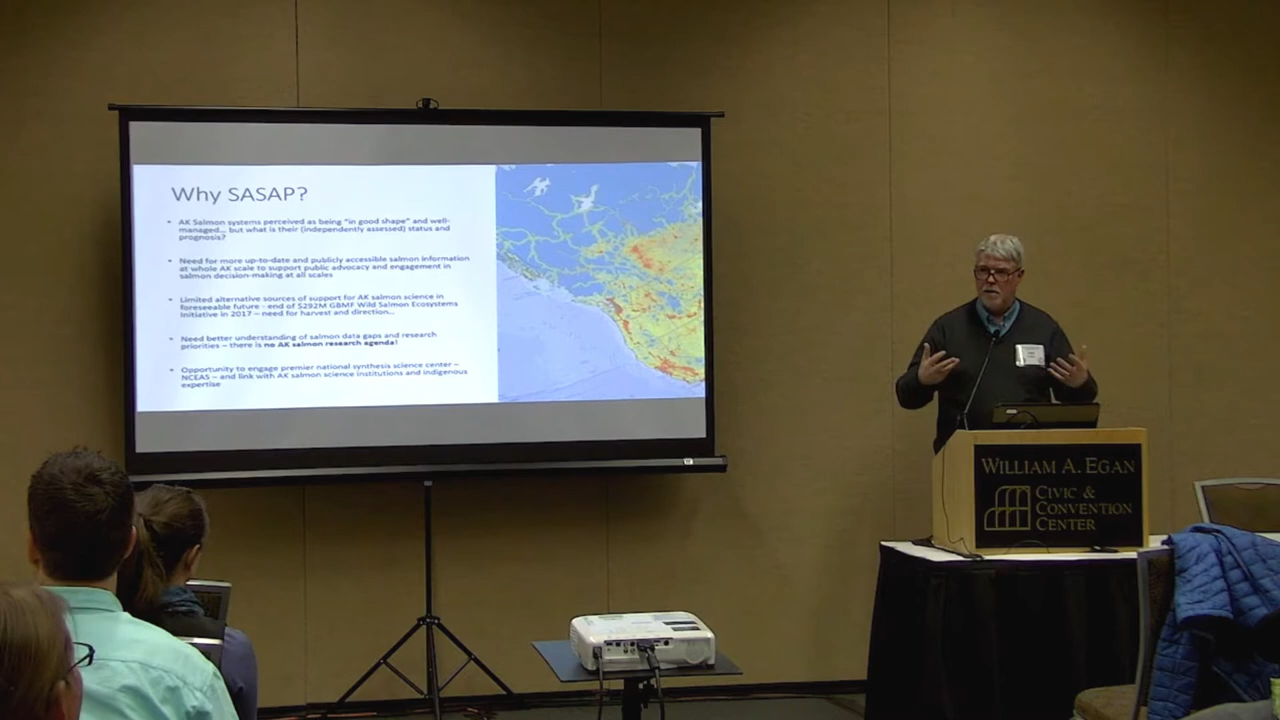 Why SASAP?
• AK Salmon systems perceived as being "in good shape" and well-
managed... but what is their (independently assessed) status and
prognosis?
• Need for more up-to-date and publicly accessible salmon information
at whole AK scale to support public advocacy and engagement in
salmon decision-making at all scales
• Limited alternative sources of support for AK salmon science in
foreseeable future - end of $292M GBMF Wild Salmon Ecosystems
Initiative in 2017 – need for harvest and direction...
• Need better understanding of salmon data gaps and research
priorities – there is no AK salmon research agenda!
• Opportunity to engage premier national synthesis science center –
NCEAS – and link with AK salmon science institutions and indigenous
expertise
WILLIAM A. EGAN
CIVIC &
CONVENTION
CENTER